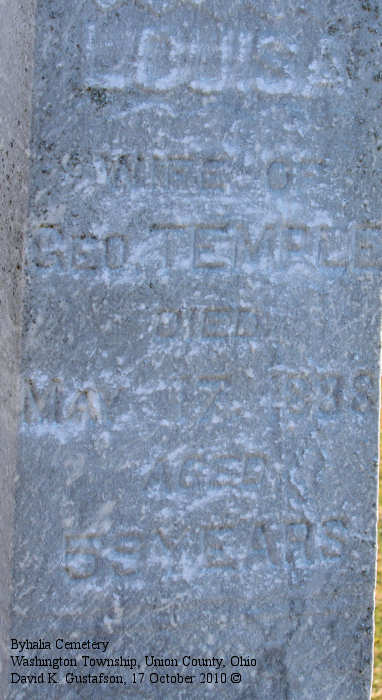 LOUISA
WIFE OF
GEO. TEMPLE
DIED
MAY 17,
AGED
YEARS
Byhalia Cemetery
Washington Township, Union County, Ohio
David K. Gustafson, 17 October 2010 ©